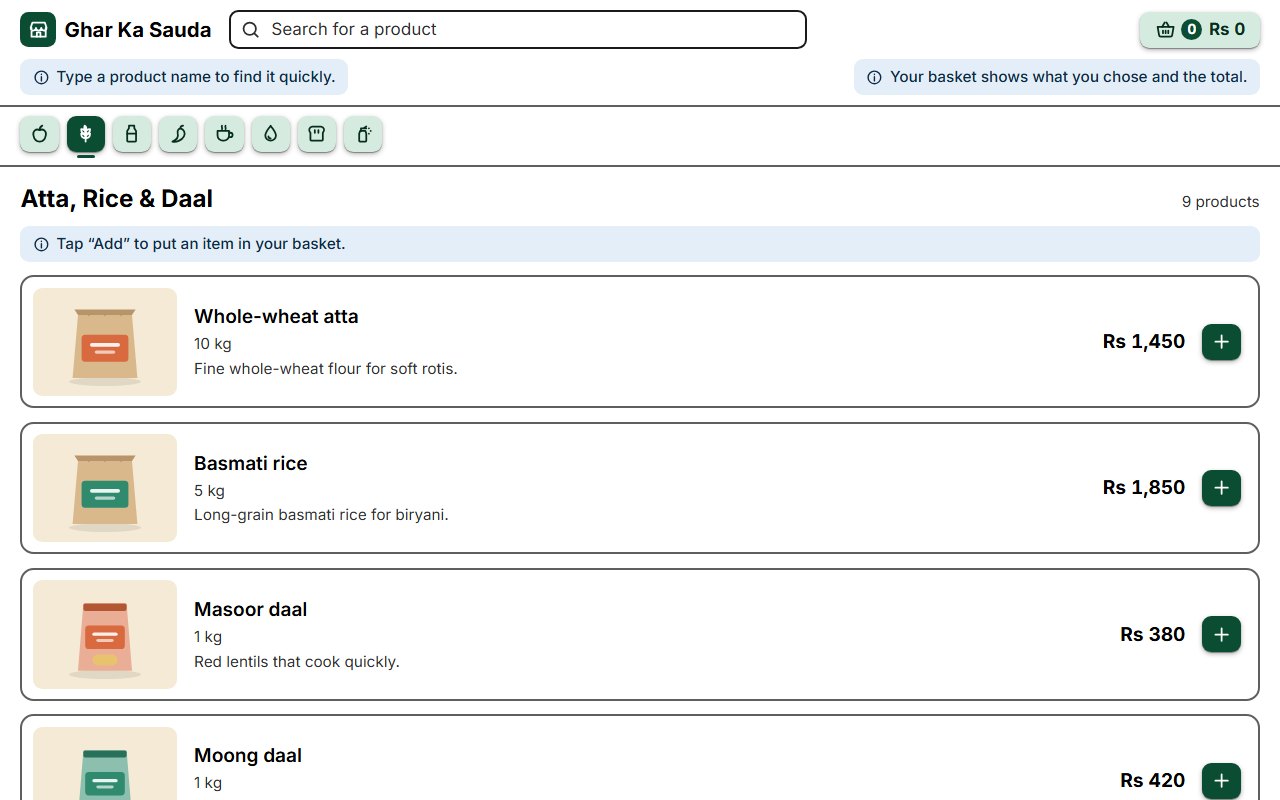 Ghar Ka Sauda
Search for a product
0 Rs 0
Type a product name to find it quickly.
Your basket shows what you chose and the total.
Atta, Rice & Daal
9 products
Tap “Add” to put an item in your basket.
Whole-wheat atta
10 kg
Fine whole-wheat flour for soft rotis.
Rs 1,450
Basmati rice
5 kg
Long-grain basmati rice for biryani.
Rs 1,850
Masoor daal
1 kg
Red lentils that cook quickly.
Rs 380
Moong daal
1 kg
Rs 420